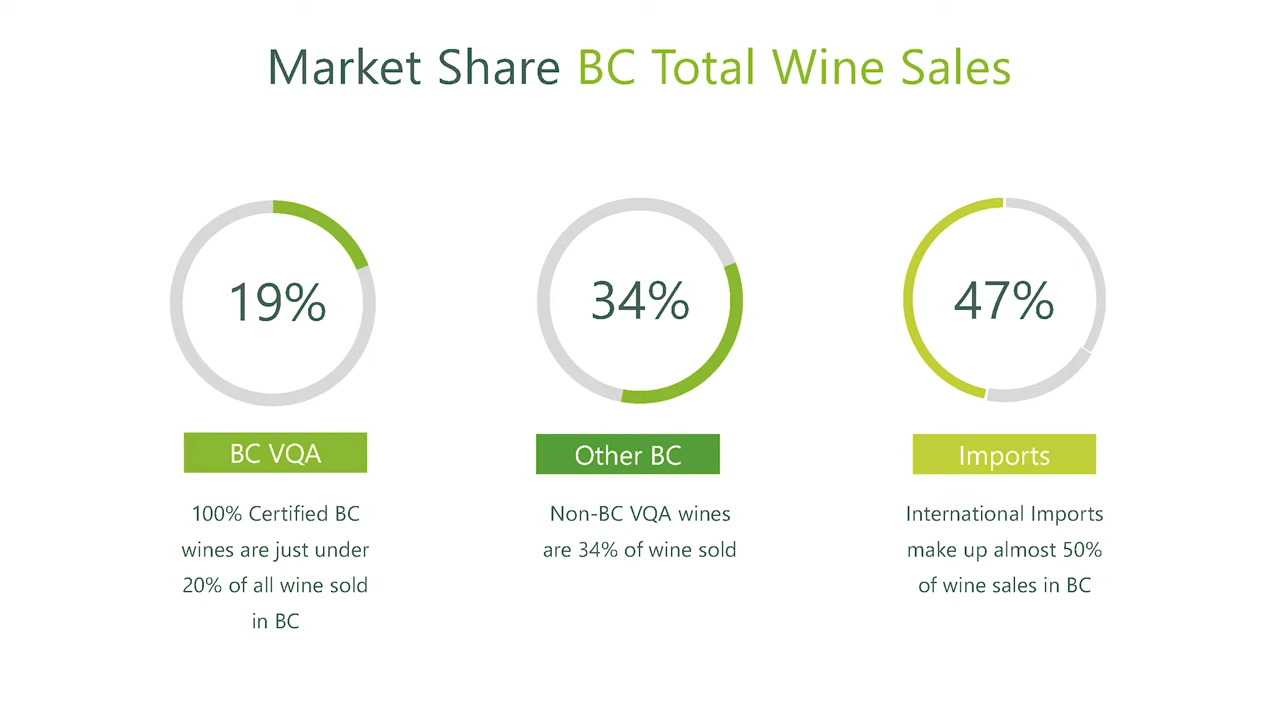 Market Share BC Total Wine Sales
19%
34%
47%
BC VQA
Other BC
Imports
100% Certified BC
wines are just under
20% of all wine sold
in BC
Non-BC VQA wines
are 34% of wine sold
International Imports
make up almost 50%
of wine sales in BC